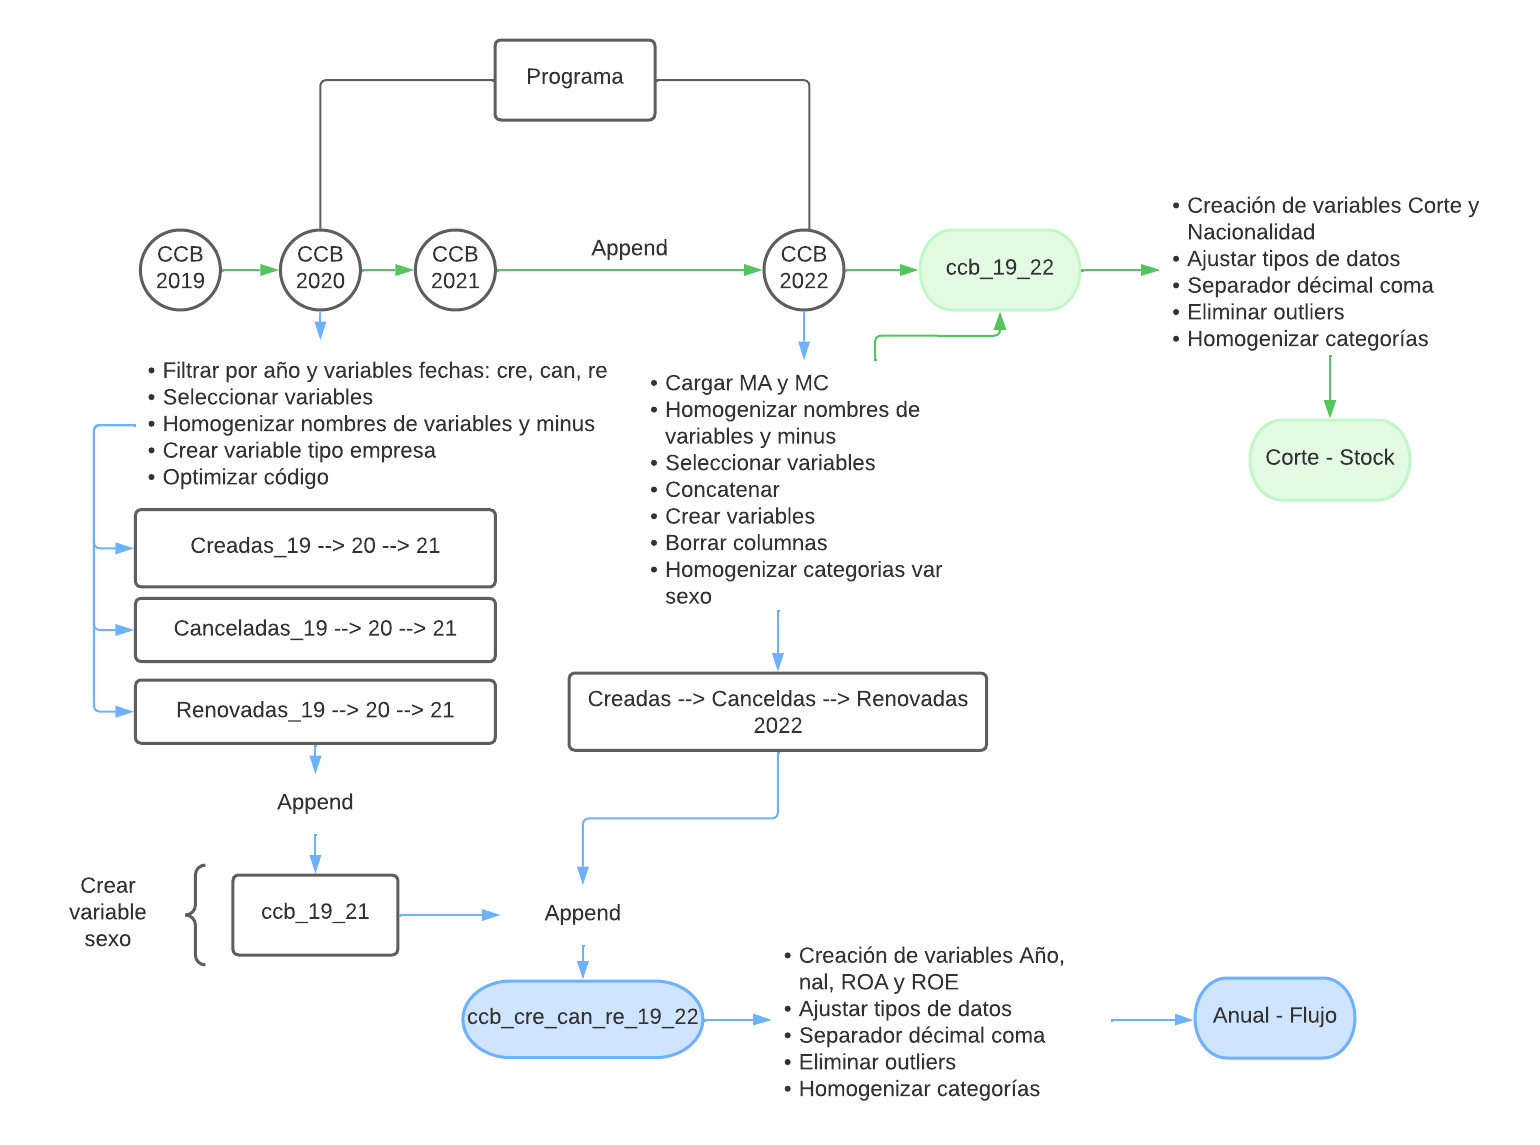 Programa
CCB
2019
CCB
2020
CCB
2021
Append
CCB
2022
ccb_19_22
• Creación de variables Corte y
Nacionalidad
• Ajustar tipos de datos
• Separador décimal coma
• Eliminar outliers
• Homogenizar categorías
Corte - Stock
• Filtrar por año y variables fechas: cre, can, re
• Seleccionar variables
• Homogenizar nombres de variables y minus
• Crear variable tipo empresa
• Optimizar código
• Cargar MA y MC
• Homogenizar nombres de
variables y minus
• Seleccionar variables
• Concatenar
• Crear variables
• Borrar columnas
• Homogenizar categorias var
sexo
Creadas_19 --> 20 --> 21
Canceladas_19 --> 20 --> 21
Renovadas_19 --> 20 --> 21
Creadas --> Canceldas --> Renovadas
2022
Append
Crear
variable
sexo
ccb_19_21
Append
ccb_cre_can_re_19_22
• Creación de variables Año,
nal, ROA y ROE
• Ajustar tipos de datos
• Separador décimal coma
• Eliminar outliers
• Homogenizar categorías
Anual - Flujo